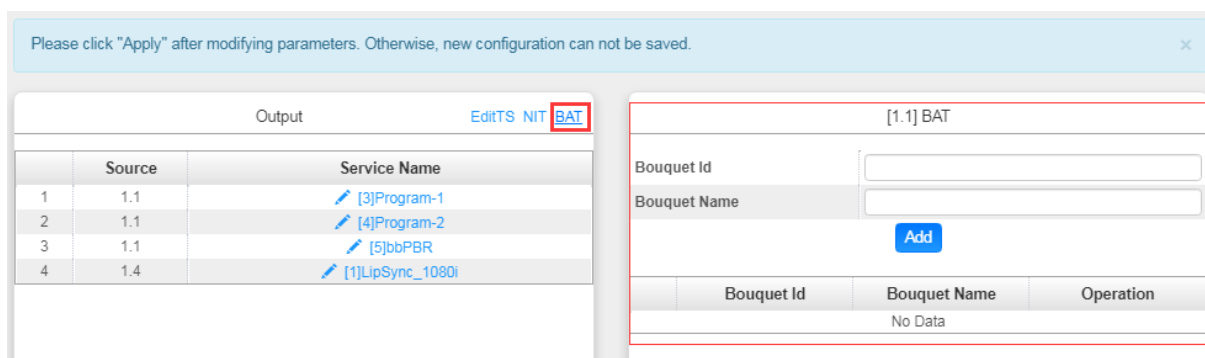 Please click "Apply" after modifying parameters. Otherwise, new configuration can not be saved. ×
Output EditTS NIT BAT
Source Service Name
1 1.1 [3]Program-1
2 1.1 [4]Program-2
3 1.1 [5]bbPBR
4 1.4 [1]LipSync_1080i
[1.1] BAT
Bouquet Id
Bouquet Name
Add
Bouquet Id Bouquet Name Operation
No Data